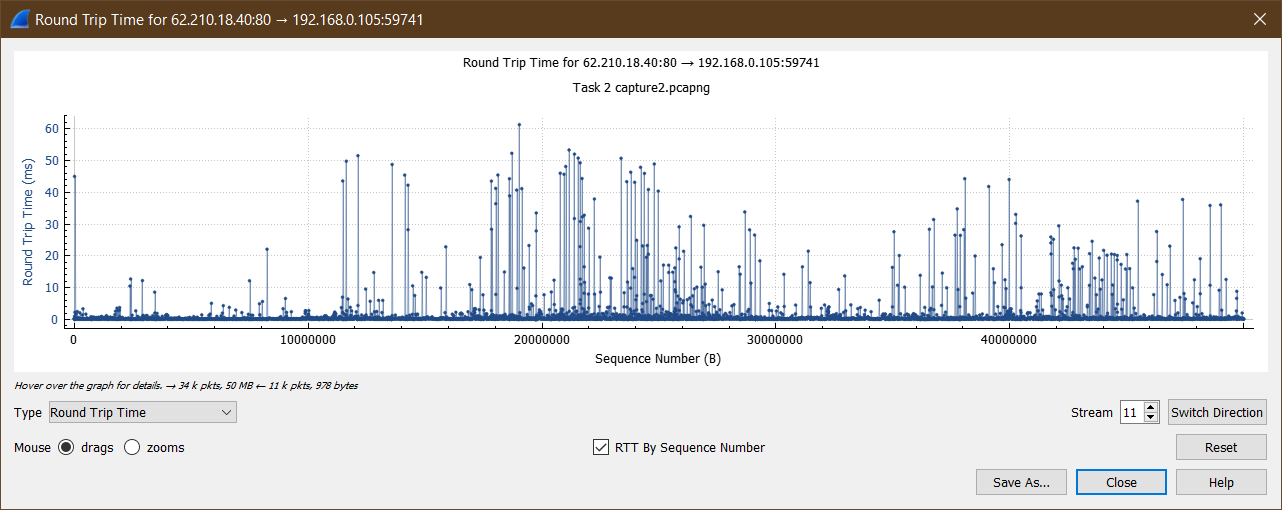 Round Trip Time for 62.210.18.40:80 → 192.168.0.105:59741
Round Trip Time for 62.210.18.40:80 → 192.168.0.105:59741
Task 2 capture2.pcapng
Round Trip Time (ms)
60
50
40
30
20
10
0
0 10000000 20000000 30000000 40000000
Sequence Number (B)
Hover over the graph for details. → 34 k pkts, 50 MB ← 11 k pkts, 978 bytes
Type Round Trip Time Stream 11 Switch Direction
Mouse drags zooms RTT By Sequence Number Reset
Save As... Close Help